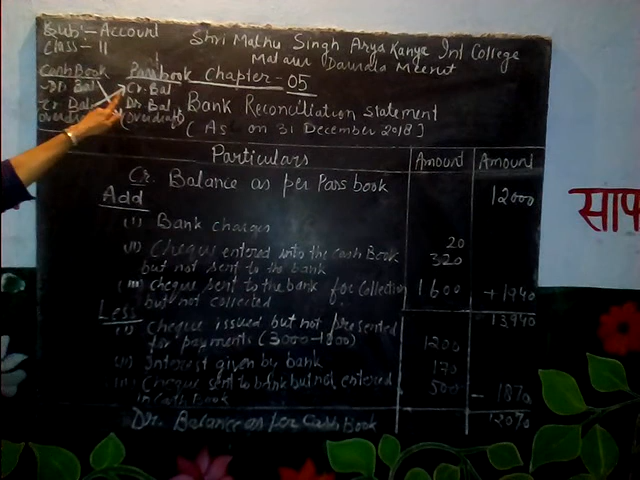 Sub'- Account
Class - 11
Shri Malhu Singh Arya Kanya Int College
Mataur Daurala Meerut
Cash Book Pass book Chapter - 05
Dr. Bal Cr. Bal
Cr Bal Dr. Bal
overdraft (overdraft)
Bank Reconciliation statement
( As on 31 December 2018 ]
Particulars Amount Amount
Cr. Balance as per Pass book 12000
Add
(i) Bank charges 20
(ii) Cheque entered into the cash Book 320
but not sent to the bank
(iii) cheque sent to the bank for Collection 1600 +1940
but not collected
13940
Less
(i) Cheque issued but not presented
for payments (3000-1800) 1200
(ii) Interest given by bank 170
Cheque sent to bank but not entered 500 - 1870
in Cash Book
Dr. Balance as per Cash book 12070
साफ